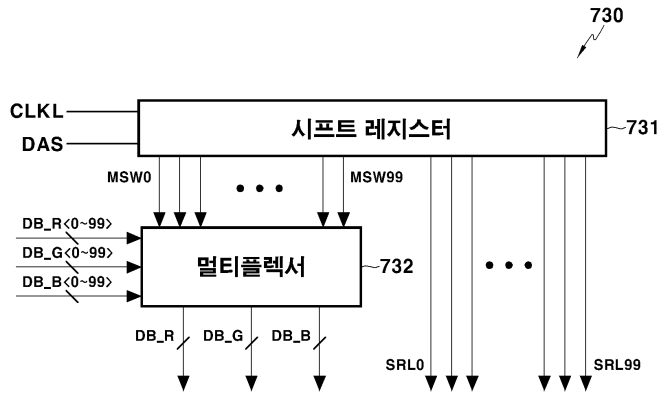 730
CLKL
DAS
시프트 레지스터
731
MSW0
MSW99
DB_R<0~99>
DB_G<0~99>
DB_B<0~99>
멀티플렉서
732
DB_R
DB_G
DB_B
SRL0
SRL99